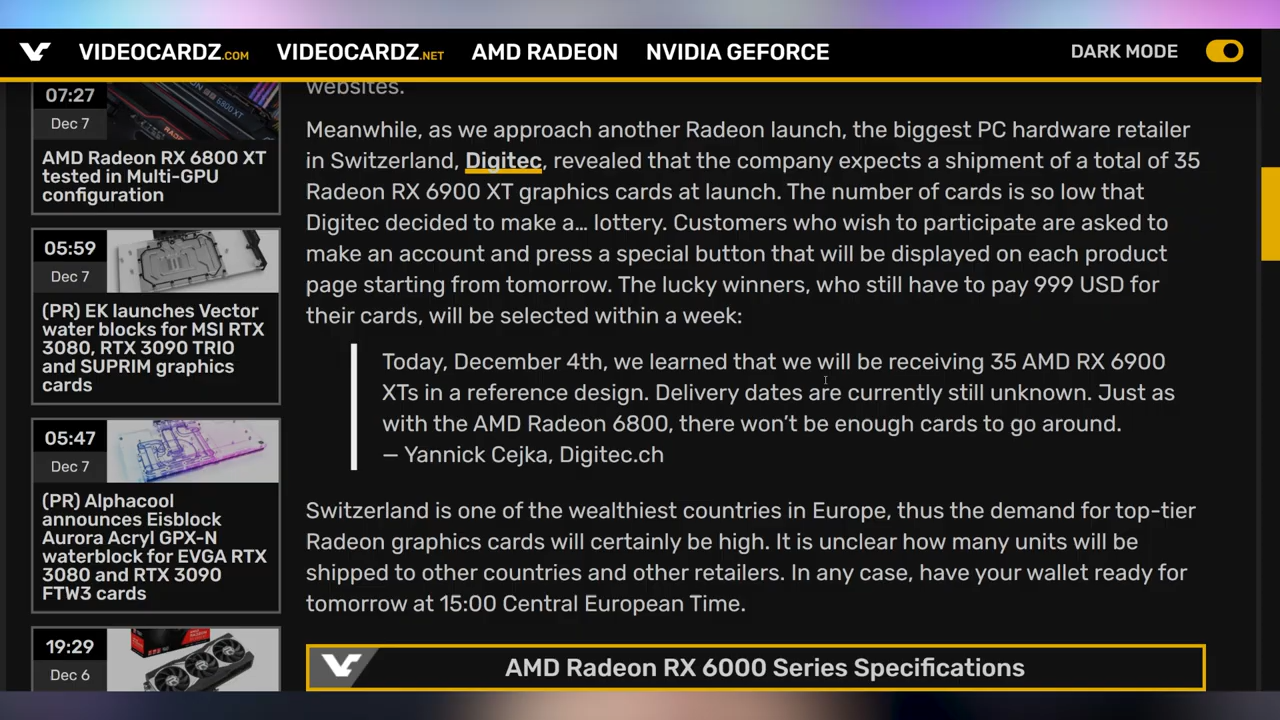 VIDEOCARDZ.COM
VIDEOCARDZ.NET
AMD RADEON
NVIDIA GEFORCE
DARK MODE
07:27
Dec 7
AMD Radeon RX 6800 XT
tested in Multi-GPU
configuration
05:59
Dec 7
(PR) EK launches Vector
water blocks for MSI RTX
3080, RTX 3090 TRIO
and SUPRIM graphics
cards
05:47
Dec 7
(PR) Alphacool
announces Eisblock
Aurora Acryl GPX-N
waterblock for EVGA RTX
3080 and RTX 3090
FTW3 cards
19:29
Dec 6
websites.
Meanwhile, as we approach another Radeon launch, the biggest PC hardware retailer
in Switzerland, Digitec, revealed that the company expects a shipment of a total of 35
Radeon RX 6900 XT graphics cards at launch. The number of cards is so low that
Digitec decided to make a… lottery. Customers who wish to participate are asked to
make an account and press a special button that will be displayed on each product
page starting from tomorrow. The lucky winners, who still have to pay 999 USD for
their cards, will be selected within a week:
Today, December 4th, we learned that we will be receiving 35 AMD RX 6900
XTs in a reference design. Delivery dates are currently still unknown. Just as
with the AMD Radeon 6800, there won’t be enough cards to go around.
— Yannick Cejka, Digitec.ch
Switzerland is one of the wealthiest countries in Europe, thus the demand for top-tier
Radeon graphics cards will certainly be high. It is unclear how many units will be
shipped to other countries and other retailers. In any case, have your wallet ready for
tomorrow at 15:00 Central European Time.
AMD Radeon RX 6000 Series Specifications